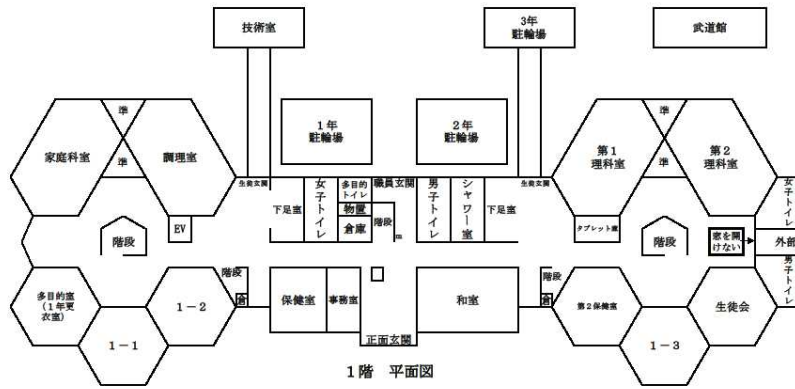 技術室
3年
駐輪場
武道館
1年
駐輪場
2年
駐輪場
準
準
家庭科室
調理室
準
準
第1
理科室
第2
理科室
生徒玄関
下足室
女子トイレ
多目的
トイレ
物置
倉庫
職員玄関
階段
男子トイレ
シャワー室
下足室
生徒玄関
女子トイレ
階段
EV
タブレット庫
階段
窓を開
けない
外部
男子トイレ
多目的室
(1年更
衣室)
1-1
1-2
階段
倉
保健室
事務室
正面玄関
和室
階段
倉
第2保健室
1-3
生徒会
1階 平面図